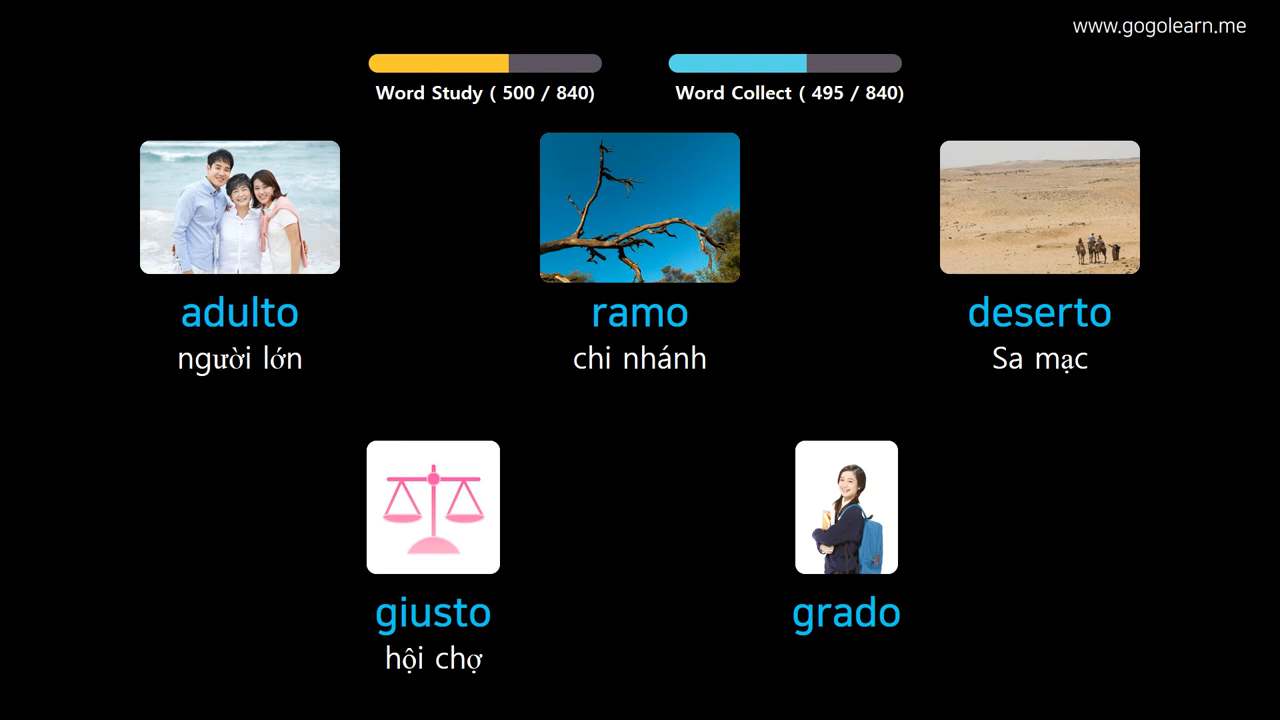 www.gogolearn.me
Word Study ( 500 / 840)
Word Collect ( 495 / 840)
adulto
người lớn
ramo
chi nhánh
deserto
Sa mạc
giusto
hội chợ
grado